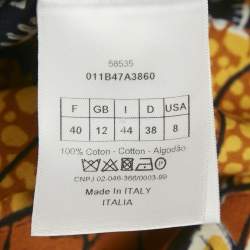 58535
011B47A3860
F GB I D USA
40 12 44 38 8
100% Coton - Cotton - Algodão
CNPJ 02-046-366/0003-99
Made In ITALY
ITALIA